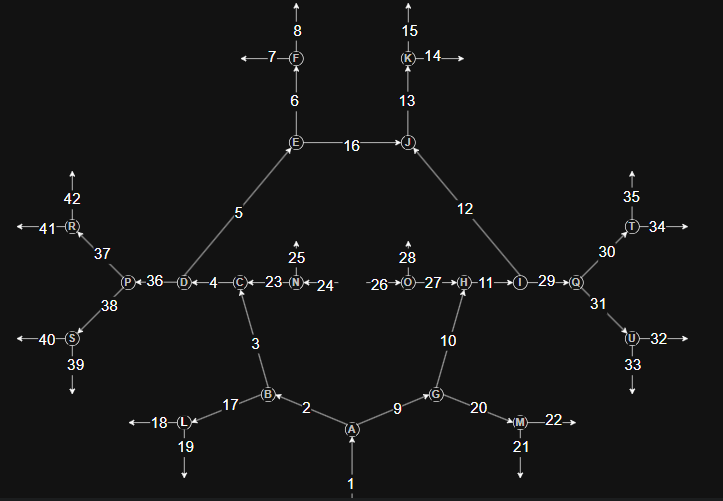 8 15
7 F K 14
6 13
E 16 J
42 35
41 R 5 12 T 34
37 25 28 30
P 36 D 4 C 23 N 24 26 O 27 H 11 I 29 Q
38 31
40 S 3 10 U 32
39 33
B G
17 2 9 20
18 L A M 22
19 21
1